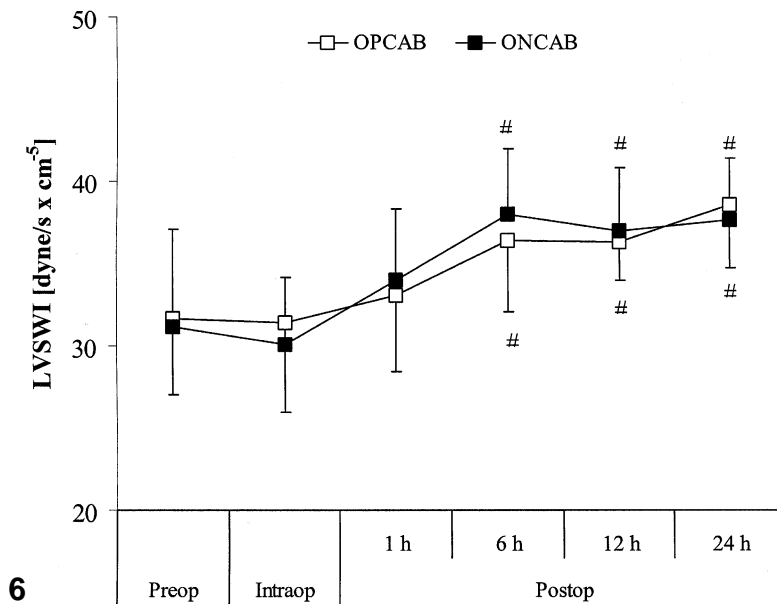 50
OPCAB ONCAB
# # #
40
LVSWI [dyne/s x cm-5]
# # #
30
20
1 h 6 h 12 h 24 h
6 Preop Intraop Postop